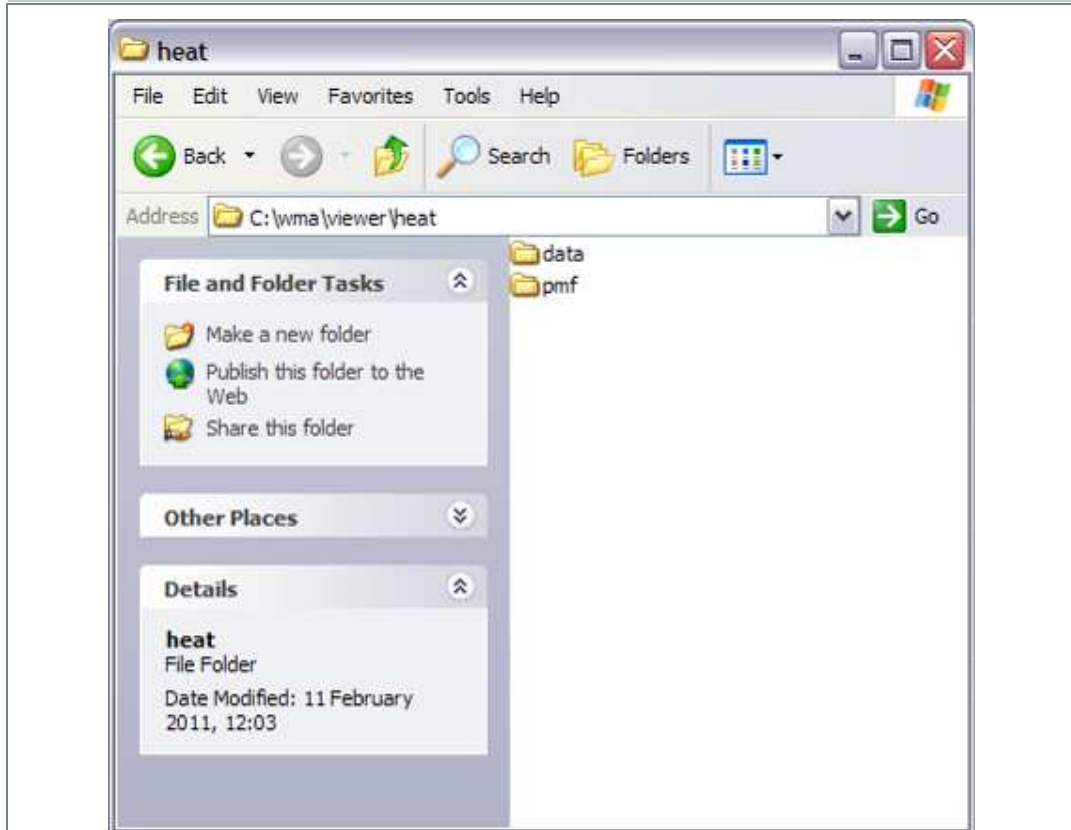 heat
File Edit View Favorites Tools Help
Back Search Folders
Address C:\wma\viewer\heat Go
File and Folder Tasks
Make a new folder
Publish this folder to the
Web
Share this folder
Other Places
Details
heat
File Folder
Date Modified: 11 February
2011, 12:03
data
pmf